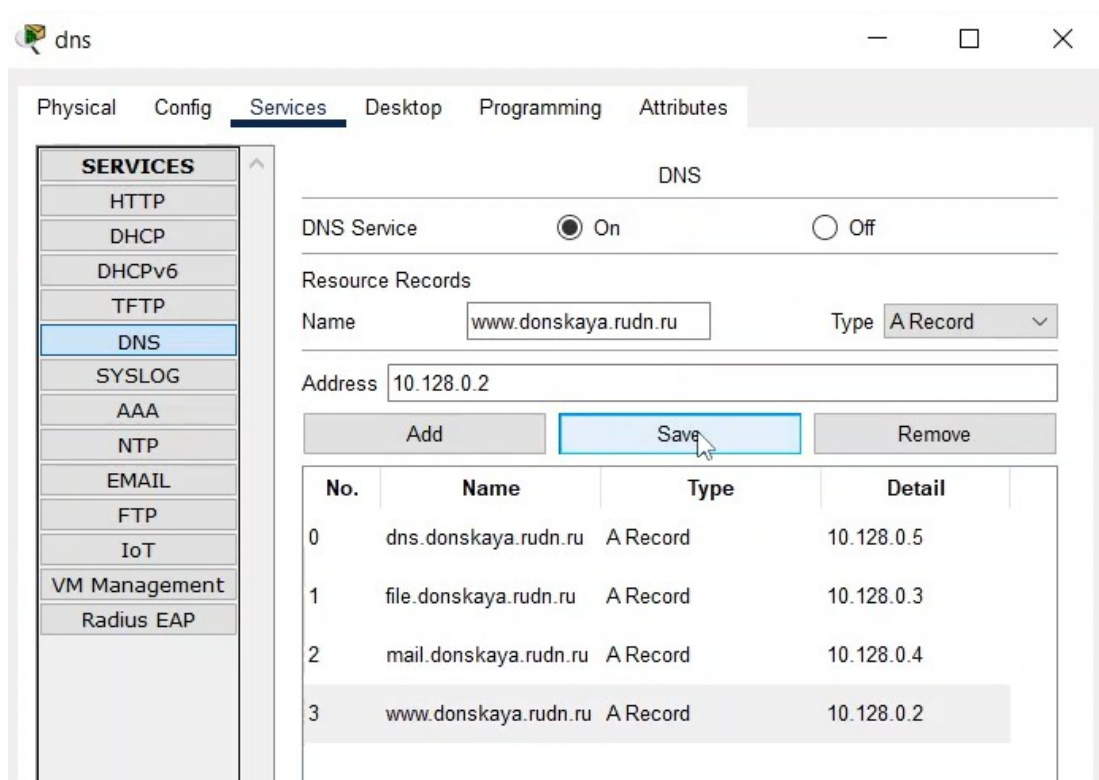 dns
Physical Config Services Desktop Programming Attributes
SERVICES
HTTP
DHCP
DHCPv6
TFTP
DNS
SYSLOG
AAA
NTP
EMAIL
FTP
IoT
VM Management
Radius EAP
DNS
DNS Service On Off
Resource Records
Name www.donskaya.rudn.ru Type A Record
Address 10.128.0.2
Add Save Remove
No. Name Type Detail
0 dns.donskaya.rudn.ru A Record 10.128.0.5
1 file.donskaya.rudn.ru A Record 10.128.0.3
2 mail.donskaya.rudn.ru A Record 10.128.0.4
3 www.donskaya.rudn.ru A Record 10.128.0.2